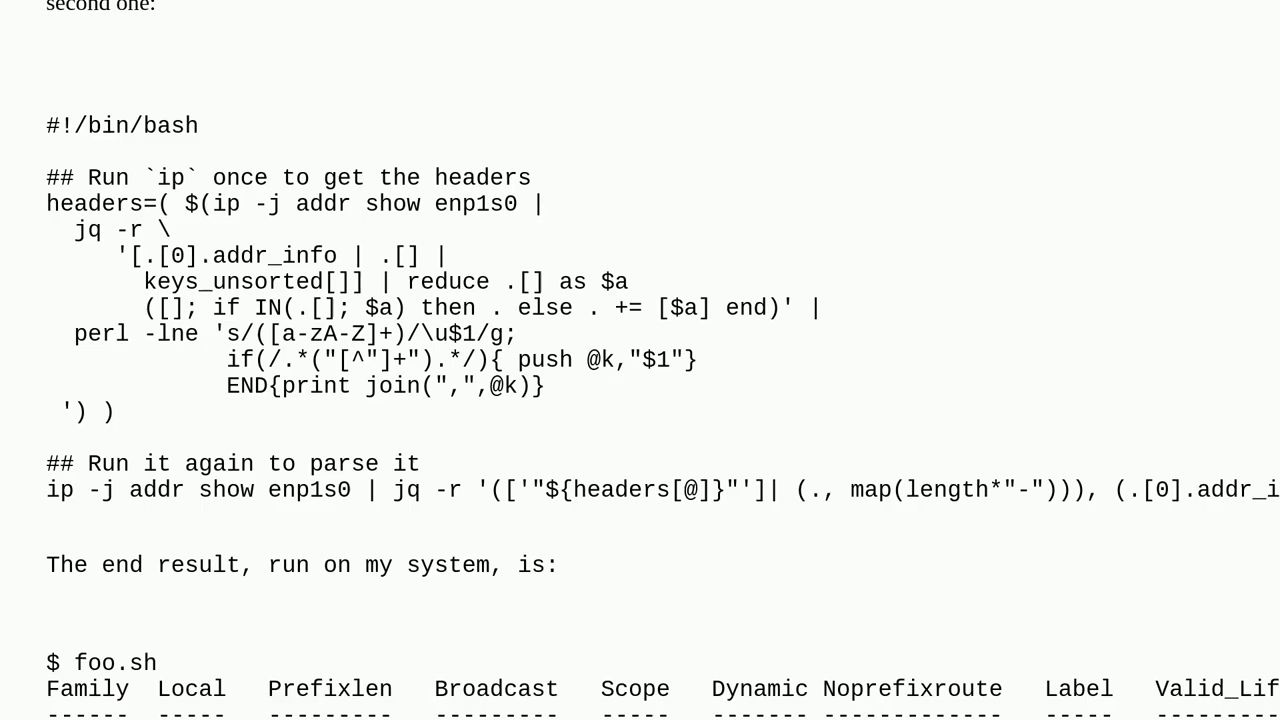 second one:
#!/bin/bash
## Run `ip` once to get the headers
headers=( $(ip -j addr show enp1s0 |
  jq -r \
     '[.[0].addr_info | .[] |
       keys_unsorted[]] | reduce .[] as $a
       ([]; if IN(.[]; $a) then . else . += [$a] end)' |
  perl -lne 's/([a-zA-Z]+)/\u$1/g;
             if(/.*("[^"]+").*/){ push @k,"$1"}
             END{print join(",",@k)}
 ') )
## Run it again to parse it
ip -j addr show enp1s0 | jq -r '(['"${headers[@]}"']| (., map(length*"-"))), (.[0].addr_i
The end result, run on my system, is:
$ foo.sh
Family  Local   Prefixlen   Broadcast   Scope   Dynamic Noprefixroute   Label   Valid_Lif
------  -----   ---------   ---------   -----   ------- -------------   -----   ---------